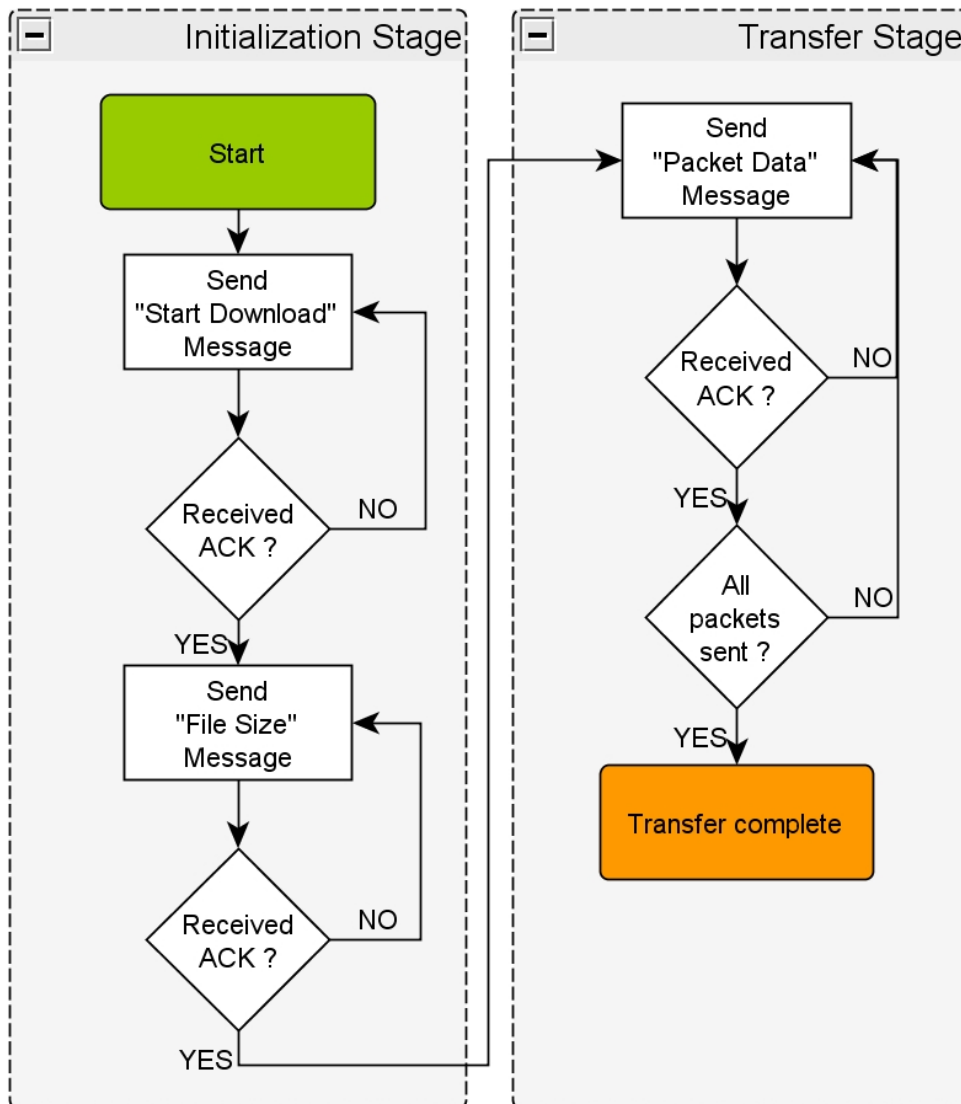 Initialization Stage
Start
Send
"Start Download"
Message
Received
ACK ?
NO
YES
Send
"File Size"
Message
Received
ACK ?
NO
YES
Transfer Stage
Send
"Packet Data"
Message
Received
ACK ?
NO
YES
All
packets
sent ?
NO
YES
Transfer complete